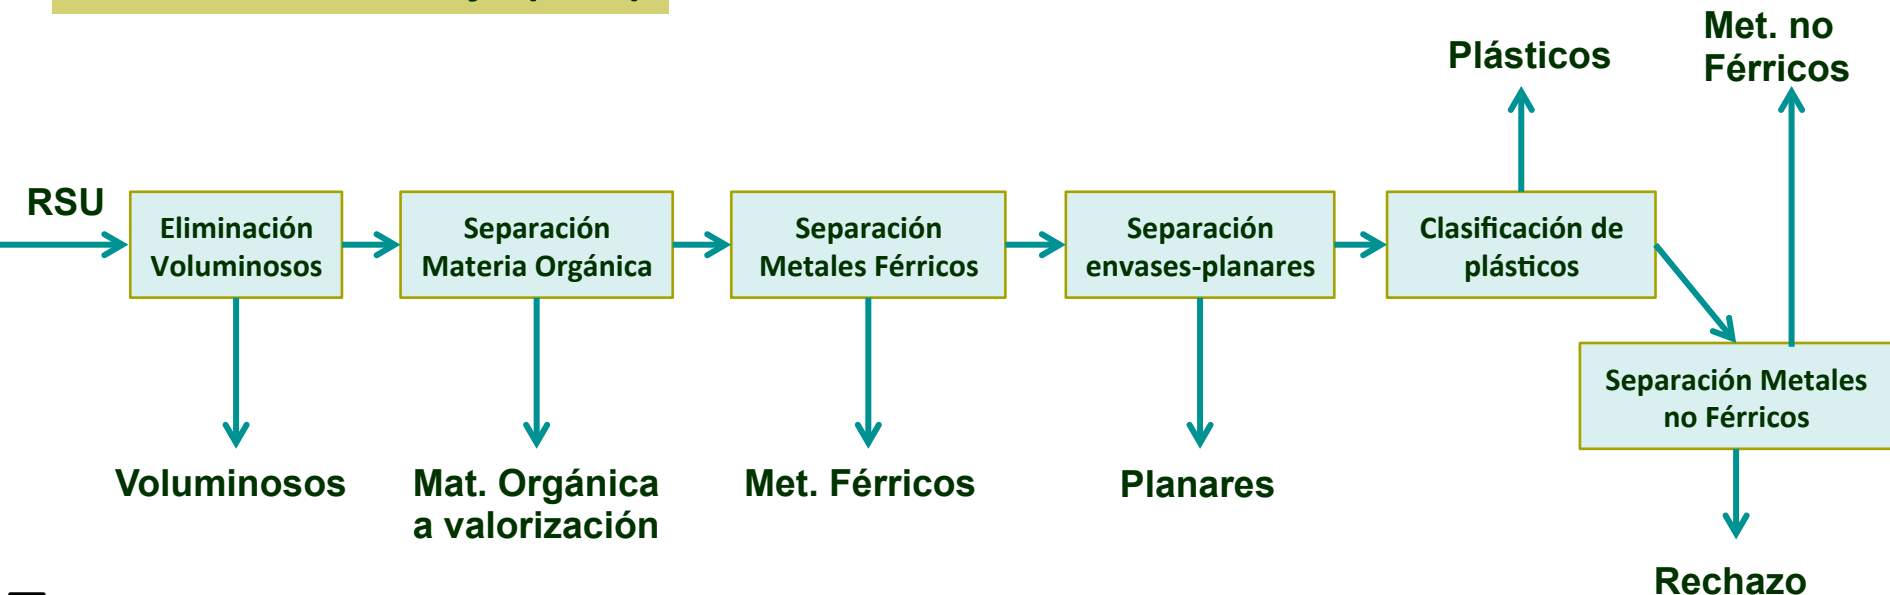 Met. no
Férricos
Plásticos
RSU
Eliminación
Voluminosos
Separación
Materia Orgánica
Separación
Metales Férricos
Separación
envases-planares
Clasificación de
plásticos
Separación Metales
no Férricos
Voluminosos
Mat. Orgánica
a valorización
Met. Férricos
Planares
Rechazo